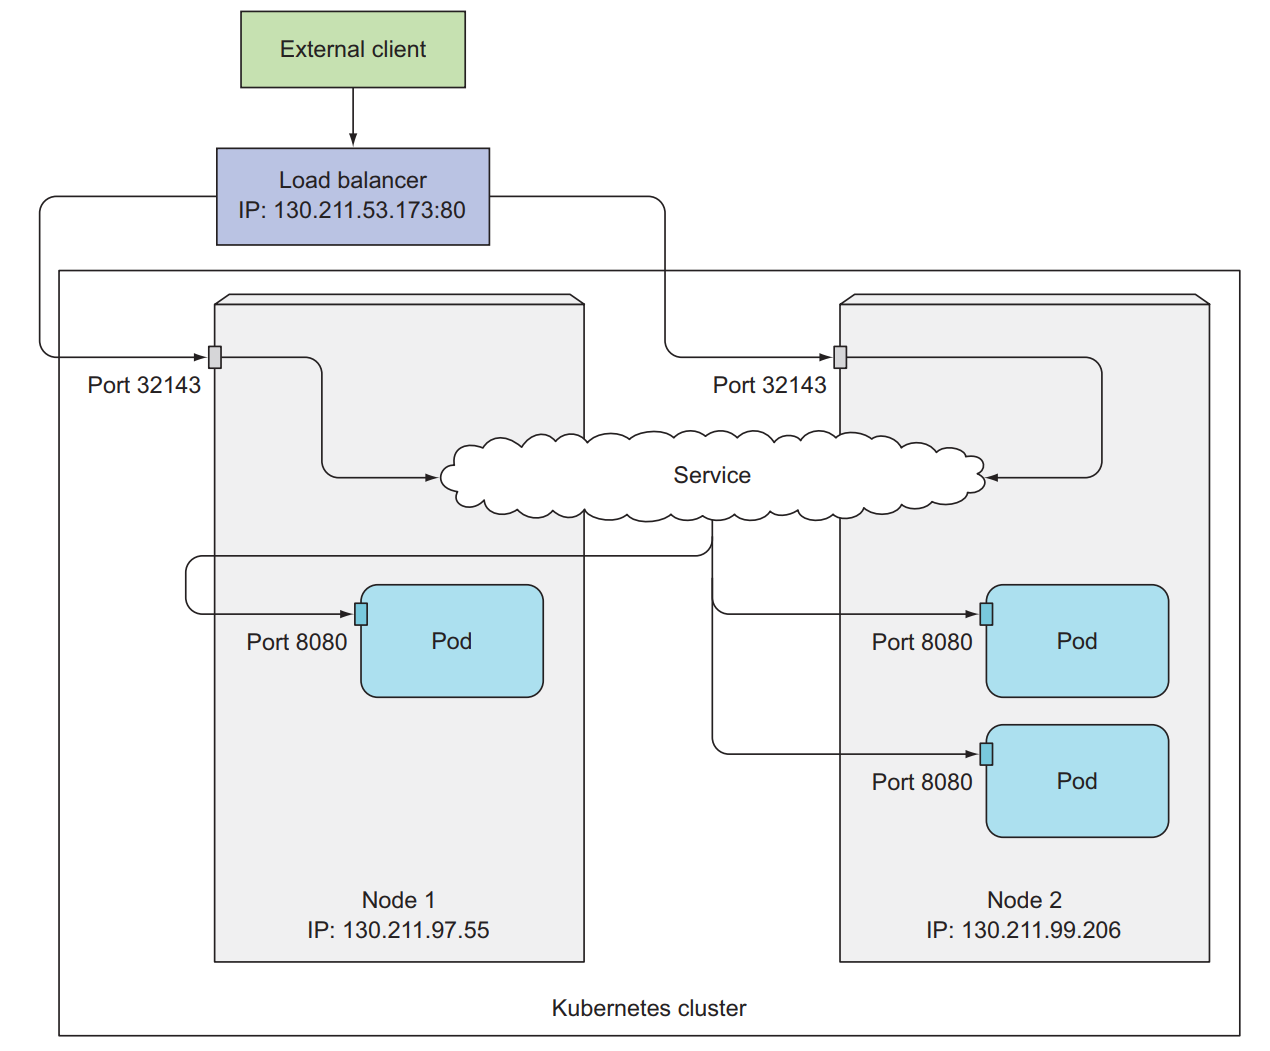 External client
Load balancer
IP: 130.211.53.173:80
Port 32143
Port 32143
Service
Port 8080
Pod
Port 8080
Pod
Port 8080
Pod
Node 1
IP: 130.211.97.55
Node 2
IP: 130.211.99.206
Kubernetes cluster